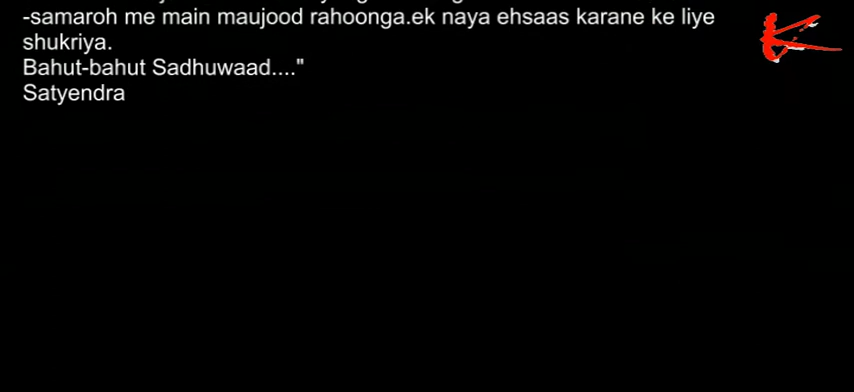 -samaroh me main maujood rahoonga.ek naya ehsaas karane ke liye
shukriya.
Bahut-bahut Sadhuwaad...."
Satyendra